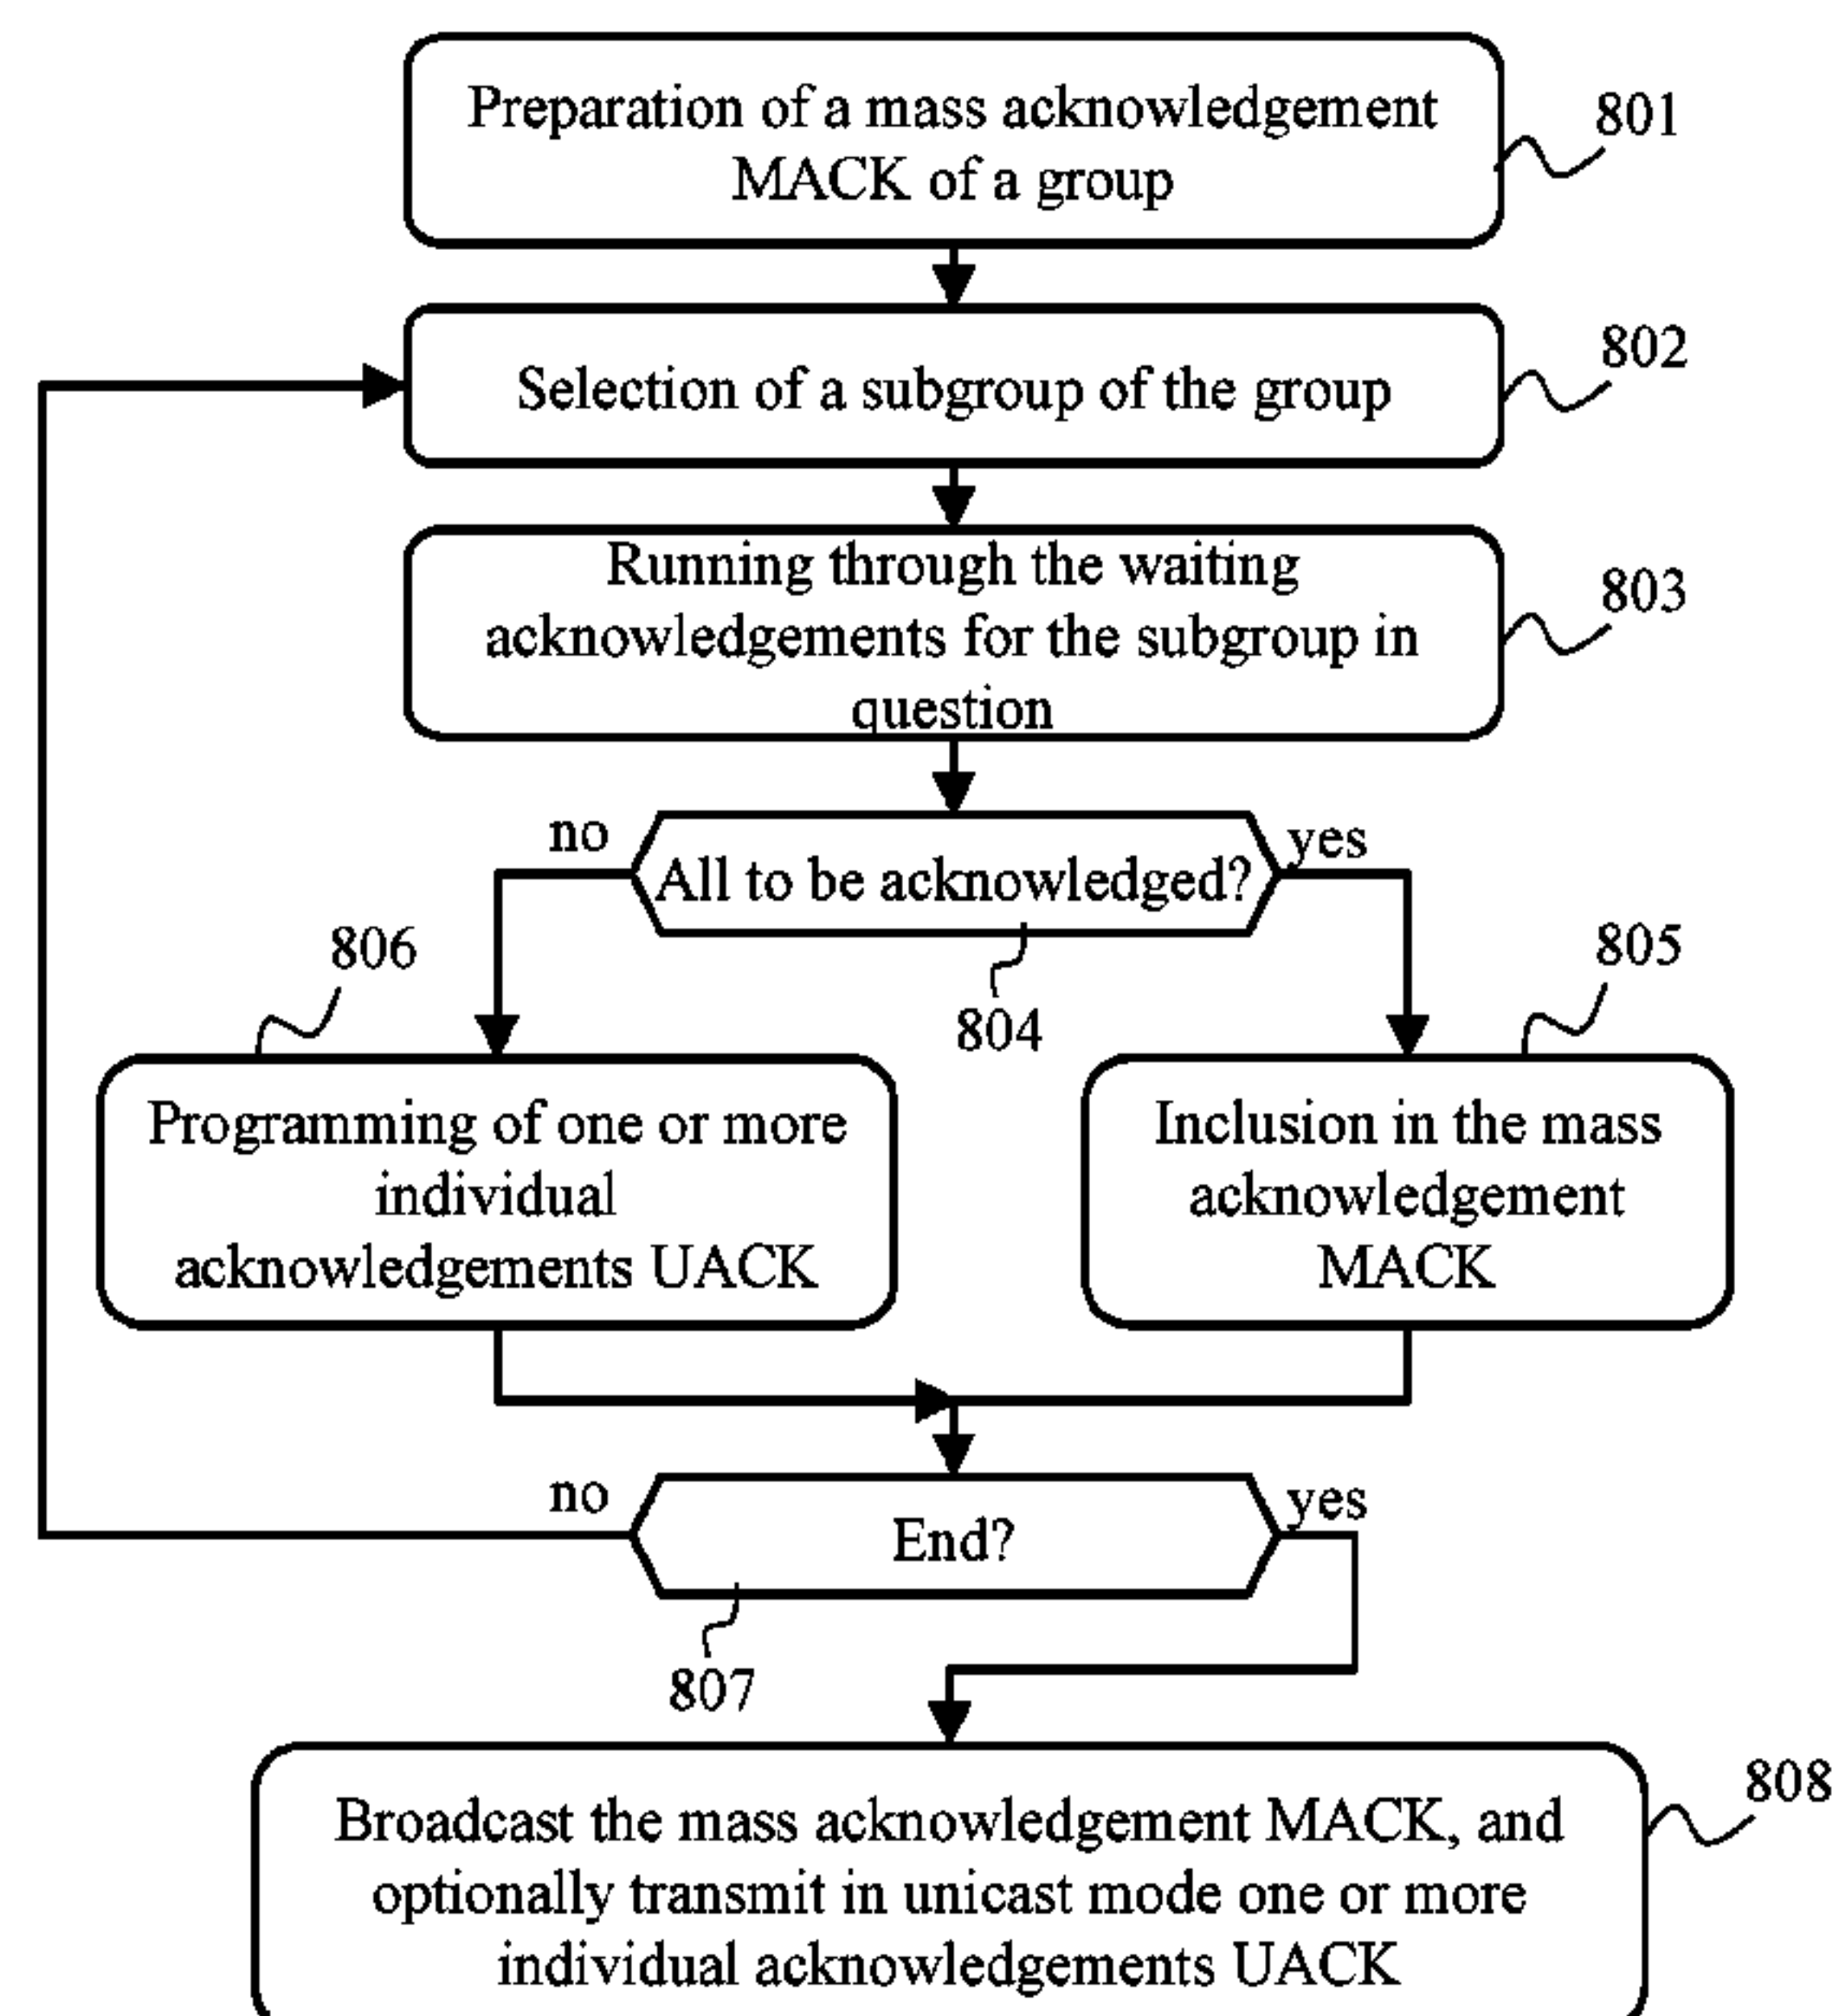 Preparation of a mass acknowledgement
MACK of a group
801
Selection of a subgroup of the group
802
Running through the waiting
acknowledgements for the subgroup in
question
803
no
yes
All to be acknowledged?
804
806
805
Programming of one or more
individual
acknowledgements UACK
Inclusion in the mass
acknowledgement
MACK
no
yes
End?
807
Broadcast the mass acknowledgement MACK, and
optionally transmit in unicast mode one or more
individual acknowledgements UACK
808